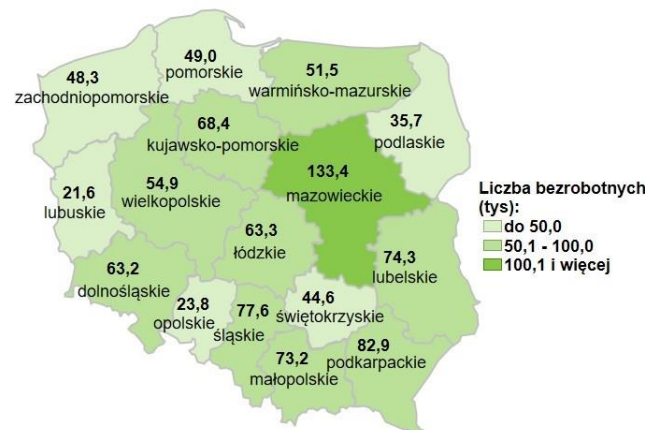 49,0
pomorskie
48,3
zachodniopomorskie
51,5
warmińsko-mazurskie
35,7
podlaskie
68,4
kujawsko-pomorskie
133,4
mazowieckie
21,6
lubuskie
54,9
wielkopolskie
63,3
łódzkie
74,3
lubelskie
63,2
dolnośląskie
23,8
opolskie
77,6
śląskie
44,6
świętokrzyskie
73,2
małopolskie
82,9
podkarpackie
Liczba bezrobotnych
(tys):
do 50,0
50,1 - 100,0
100,1 i więcej